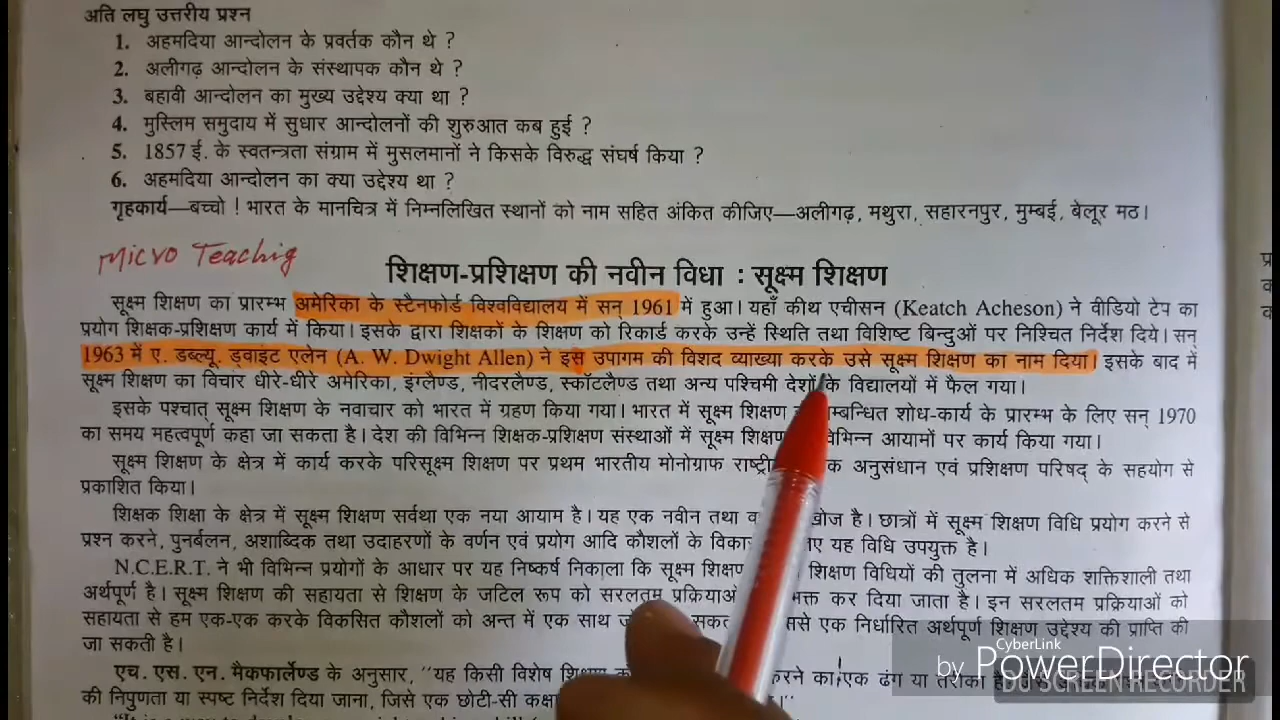 अति लघु उत्तरीय प्रश्न
1. अहमदिया आन्दोलन के प्रवर्तक कौन थे ?
2. अलीगढ़ आन्दोलन के संस्थापक कौन थे ?
3. बहावी आन्दोलन का मुख्य उद्देश्य क्या था ?
4. मुस्लिम समुदाय में सुधार आन्दोलनों की शुरुआत कब हुई ?
5. 1857 ई. के स्वतन्त्रता संग्राम में मुसलमानों ने किसके विरुद्ध संघर्ष किया ?
6. अहमदिया आन्दोलन का क्या उद्देश्य था ?
गृहकार्य—बच्चो ! भारत के मानचित्र में निम्नलिखित स्थानों को नाम सहित अंकित कीजिए—अलीगढ़, मथुरा, सहारनपुर, मुम्बई, बेलूर मठ।
Micro Teaching
शिक्षण-प्रशिक्षण की नवीन विधा : सूक्ष्म शिक्षण
सूक्ष्म शिक्षण का प्रारम्भ अमेरिका के स्टैनफोर्ड विश्वविद्यालय में सन् 1961 में हुआ। यहाँ कीथ एचीसन (Keatch Acheson) ने वीडियो टेप का
प्रयोग शिक्षक-प्रशिक्षण कार्य में किया। इसके द्वारा शिक्षकों के शिक्षण को रिकार्ड करके उन्हें स्थिति तथा विशिष्ट बिन्दुओं पर निश्चित निर्देश दिये। सन्
1963 में ए. डब्ल्यू. ड्वाइट एलेन (A. W. Dwight Allen) ने इस उपागम की विशद व्याख्या करके उसे सूक्ष्म शिक्षण का नाम दिया। इसके बाद में
सूक्ष्म शिक्षण का विचार धीरे-धीरे अमेरिका, इंग्लैण्ड, नीदरलैण्ड, स्कॉटलैण्ड तथा अन्य पश्चिमी देशों के विद्यालयों में फैल गया।
इसके पश्चात् सूक्ष्म शिक्षण के नवाचार को भारत में ग्रहण किया गया। भारत में सूक्ष्म शिक्षण म्बन्धित शोध-कार्य के प्रारम्भ के लिए सन् 1970
का समय महत्वपूर्ण कहा जा सकता है। देश की विभिन्न शिक्षक-प्रशिक्षण संस्थाओं में सूक्ष्म शिक्षण विभिन्न आयामों पर कार्य किया गया।
सूक्ष्म शिक्षण के क्षेत्र में कार्य करके परिसूक्ष्म शिक्षण पर प्रथम भारतीय मोनोग्राफ राष्ट्री क अनुसंधान एवं प्रशिक्षण परिषद् के सहयोग से
प्रकाशित किया।
शिक्षक शिक्षा के क्षेत्र में सूक्ष्म शिक्षण सर्वथा एक नया आयाम है। यह एक नवीन तथा खोज है। छात्रों में सूक्ष्म शिक्षण विधि प्रयोग करने से
प्रश्न करने, पुनर्बलन, अशाब्दिक तथा उदाहरणों के वर्णन एवं प्रयोग आदि कौशलों के विका यह विधि उपयुक्त है।
N.C.E.R.T. ने भी विभिन्न प्रयोगों के आधार पर यह निष्कर्ष निकाला कि सूक्ष्म शिक्षण शिक्षण विधियों की तुलना में अधिक शक्तिशाली तथा
अर्थपूर्ण है। सूक्ष्म शिक्षण की सहायता से शिक्षण के जटिल रूप को सरलतम प्रक्रियाओं भक्त कर दिया जाता है। इन सरलतम प्रक्रियाओं को
सहायता से हम एक-एक करके विकसित कौशलों को अन्त में एक साथ एक निर्धारित अर्थपूर्ण शिक्षण उद्देश्य की प्राप्ति की
जा सकती है।
एच. एस. एन. मैकफार्लेण्ड के अनुसार, "यह किसी विशेष करने का एक ढंग या तरीका है
की निपुणता या स्पष्ट निर्देश दिया जाना, जिसे एक छोटी-सी कक्षा
CyberLink
by PowerDirector
DU SCREEN RECORDER